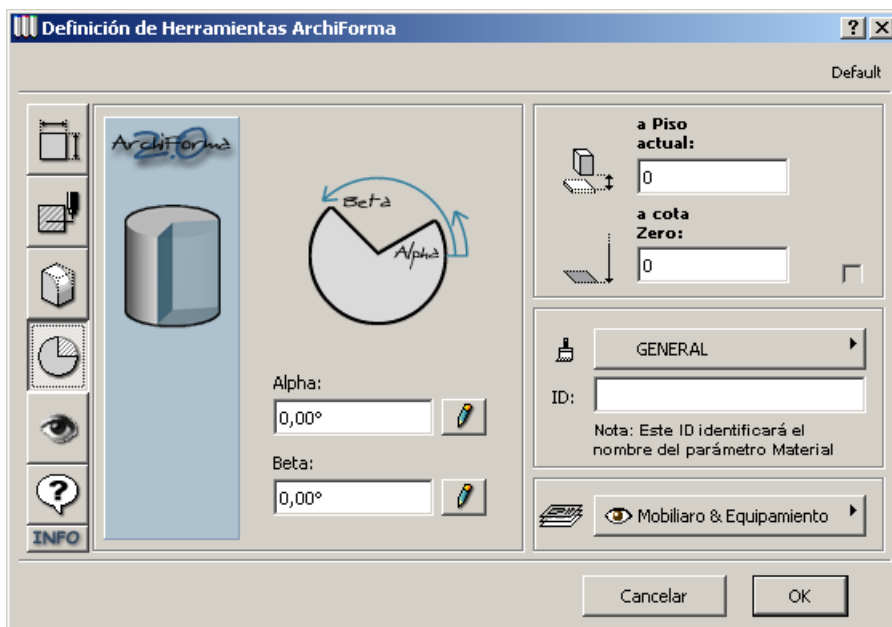 Definición de Herramientas ArchiForma
Default
ArchiForma
2.0
Beta
Alpha
Alpha:
0,00°
Beta:
0,00°
INFO
a Piso
actual:
0
a cota
Zero:
0
GENERAL
ID:
Nota: Este ID identificará el
nombre del parámetro Material
Mobiliaro & Equipamiento
Cancelar
OK